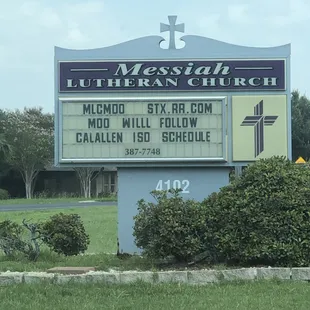 Messiah
LUTHERAN CHURCH
MLCMDO STX.RR.COM
MDO WILLL FOLLOW
CALALLEN ISD SCHEDULE
387-7748
4102